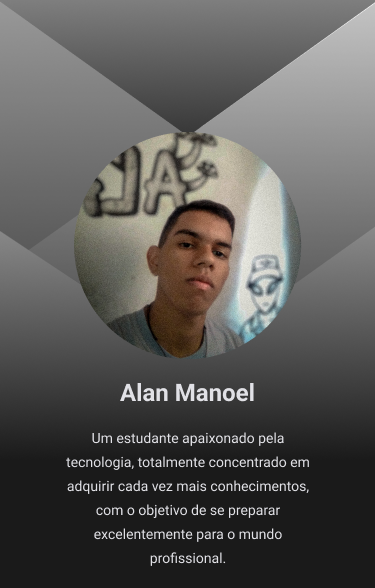 Alan Manoel
Um estudante apaixonado pela
tecnologia, totalmente concentrado em
adquirir cada vez mais conhecimentos,
com o objetivo de se preparar
excelentemente para o mundo
profissional.